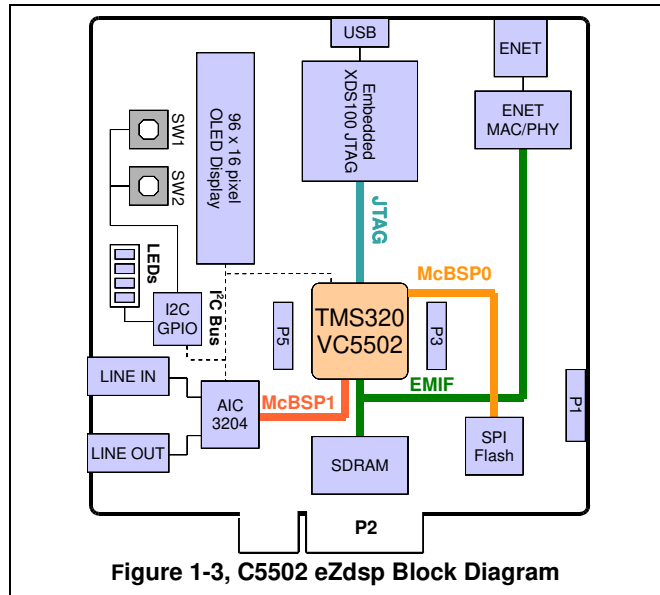 USB
ENET
Embedded
XDS100 JTAG
ENET
MAC/PHY
96 x 16 pixel
OLED Display
SW1
SW2
JTAG
McBSP0
LEDs
I2C
GPIO
I²C Bus
P5
TMS320
VC5502
P3
LINE IN
AIC
3204
McBSP1
EMIF
P1
LINE OUT
SDRAM
SPI
Flash
P2
Figure 1-3, C5502 eZdsp Block Diagram